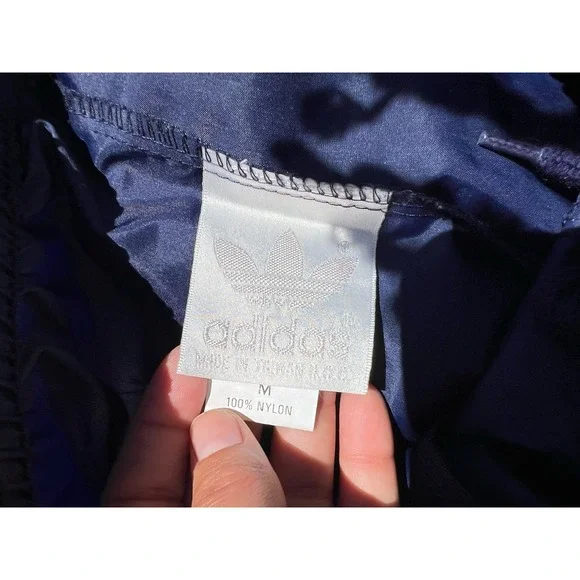 adidas
MADE IN TAIWAN R.O.C.
M
100% NYLON